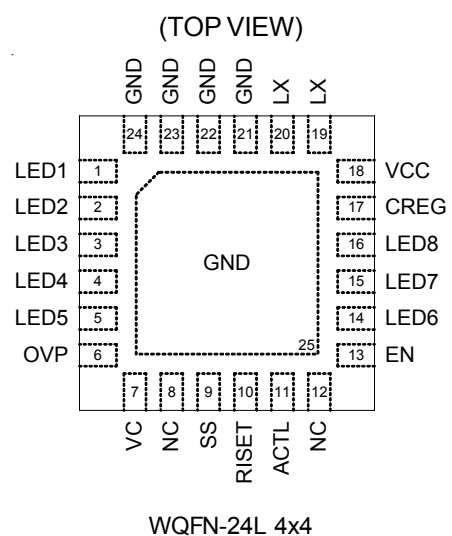 (TOP VIEW)
GND GND GND GND LX LX
24 23 22 21 20 19
LED1 1 18 VCC
LED2 2 17 CREG
LED3 3 16 LED8
GND
LED4 4 15 LED7
LED5 5 14 LED6
25
OVP 6 13 EN
7 8 9 10 11 12
VC NC SS RISET ACTL NC
WQFN-24L 4x4